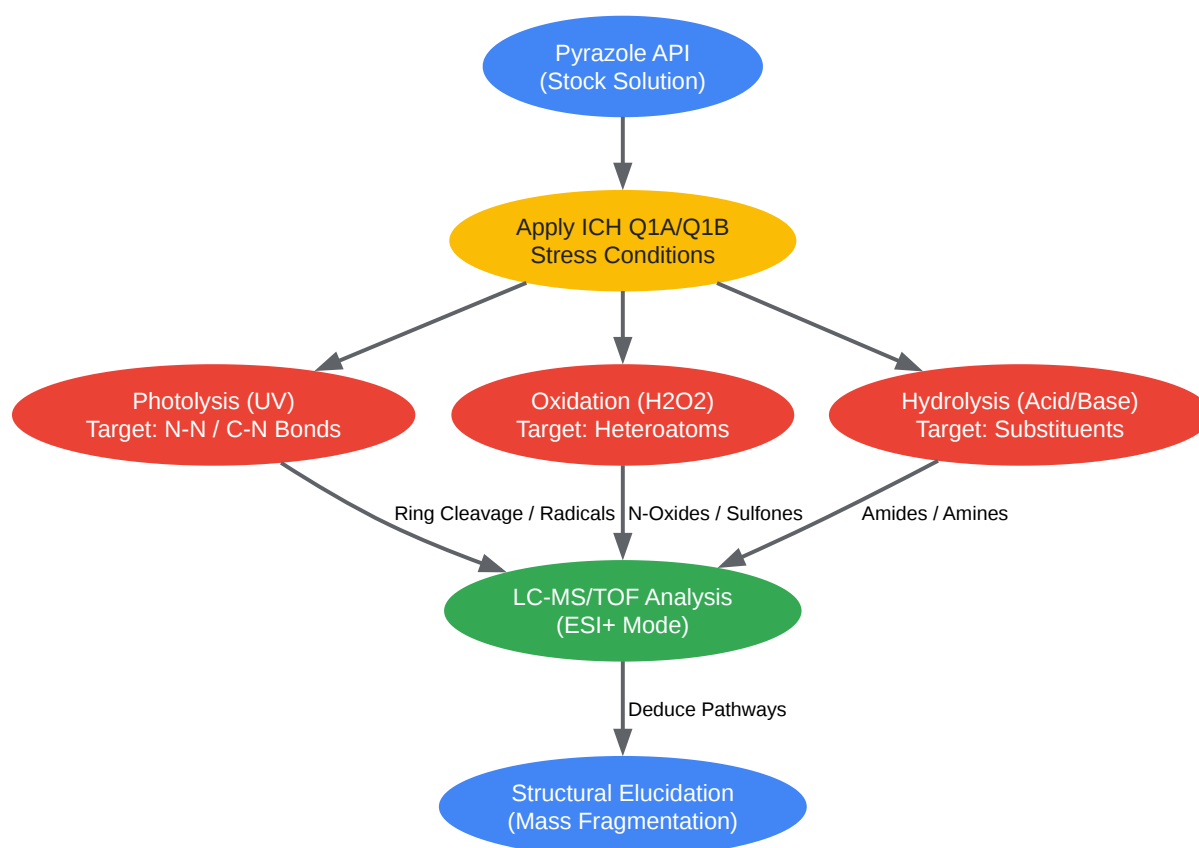 Pyrazole API
(Stock Solution)
Apply ICH Q1A/Q1B
Stress Conditions
Photolysis (UV)
Target: N-N / C-N Bonds
Oxidation (H2O2)
Target: Heteroatoms
Hydrolysis (Acid/Base)
Target: Substituents
Ring Cleavage / Radicals
N-Oxides / Sulfones
Amides / Amines
LC-MS/TOF Analysis
(ESI+ Mode)
Deduce Pathways
Structural Elucidation
(Mass Fragmentation)